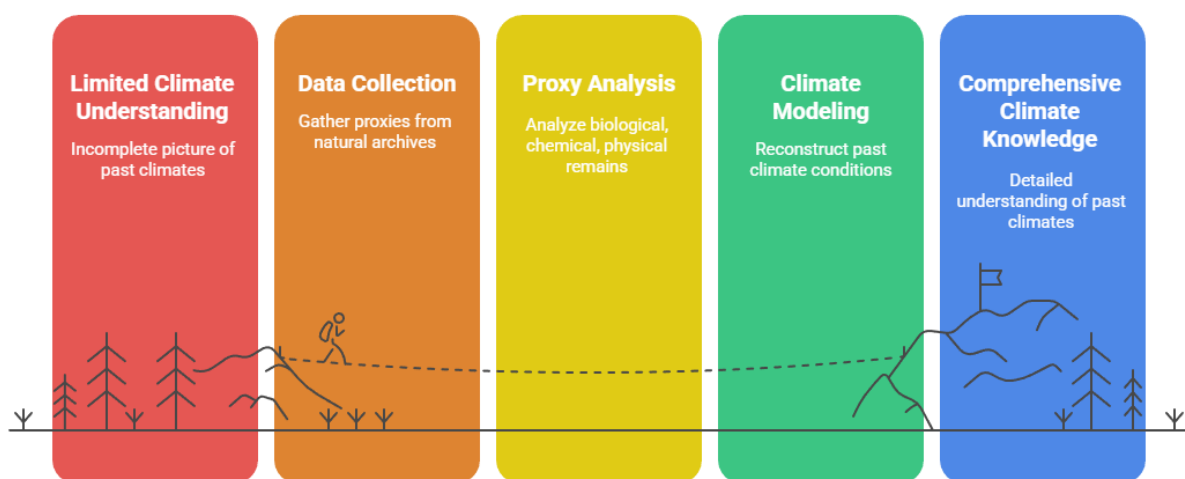 Limited Climate
Understanding
Incomplete picture of
past climates
Data Collection
Gather proxies from
natural archives
Proxy Analysis
Analyze biological,
chemical, physical
remains
Climate
Modeling
Reconstruct past
climate conditions
Comprehensive
Climate
Knowledge
Detailed
understanding of past
climates